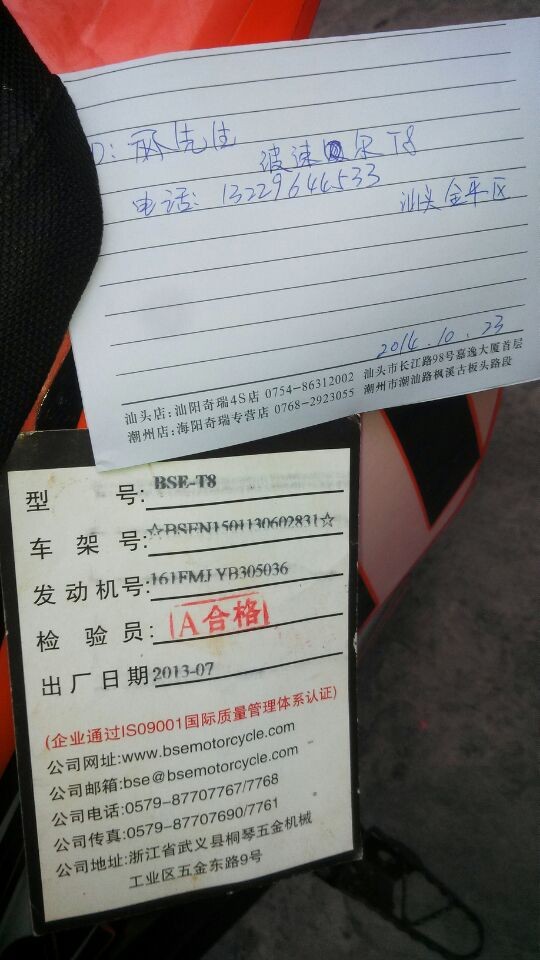 先生
波速尔T8
电话: 13229644533
汕头金平区
2014.10.23
汕头店:汕阳奇瑞4S店 0754-86312002 汕头市长江路98号嘉逸大厦首层
潮州店:海阳奇瑞专营店 0768-2923055 潮州市潮汕路枫溪古板头路段
型 号: BSE-T8
车 架 号: ☆BSEN1501130602831☆
发动机号: 161FMJ YB305036
检 验 员: A合格
出厂日期: 2013-07
(企业通过ISO9001国际质量管理体系认证)
公司网址:www.bsemotorcycle.com
公司邮箱:bse@bsemotorcycle.com
公司电话:0579-87707767/7768
公司传真:0579-87707690/7761
公司地址:浙江省武义县桐琴五金机械
工业区五金东路9号